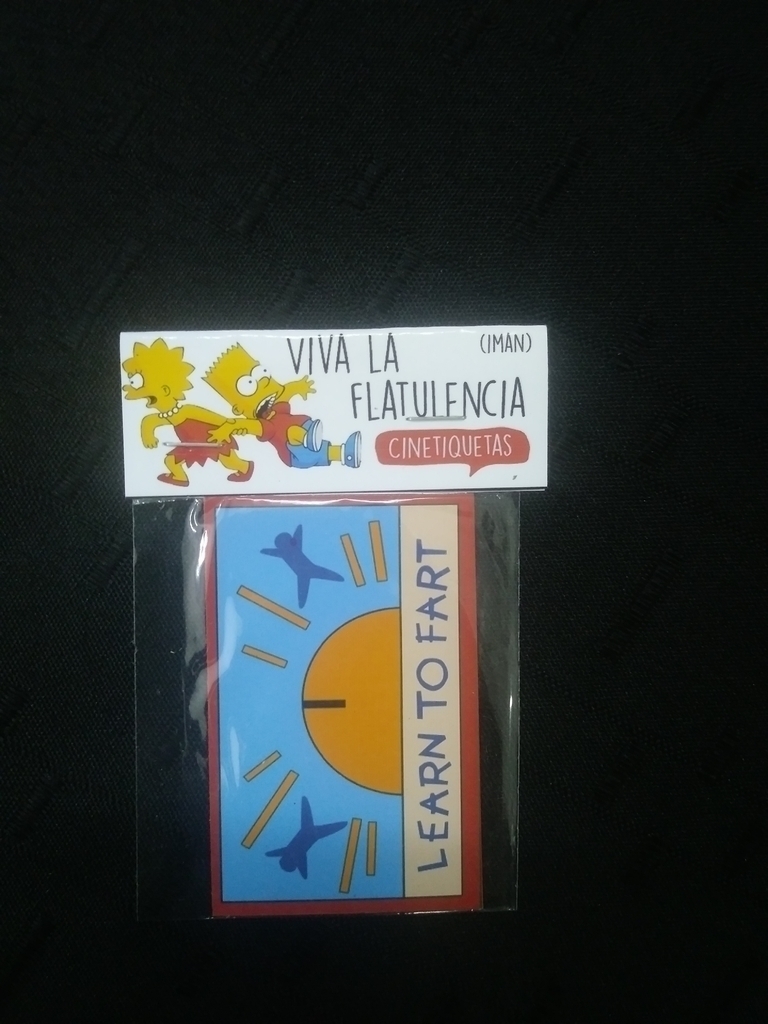 VIVA LA
(IMAN)
FLATULENCIA
CINETIQUETAS
LEARN TO FART